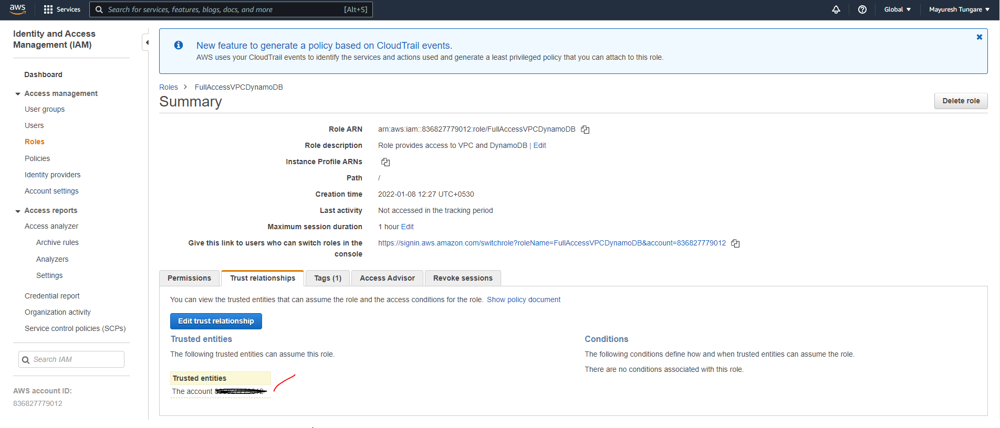 aws
Services
Search for services, features, blogs, docs, and more
[Alt+S]
Global
Mayuresh Tungare
Identity and Access
Management (IAM)
Dashboard
Access management
User groups
Users
Roles
Policies
Identity providers
Account settings
Access reports
Access analyzer
Archive rules
Analyzers
Settings
Credential report
Organization activity
Service control policies (SCPs)
Search IAM
AWS account ID:
836827779012
New feature to generate a policy based on CloudTrail events.
AWS uses your CloudTrail events to identify the services and actions used and generate a least privileged policy that you can attach to this role.
Roles > FullAccessVPCDynamoDB
Summary
Delete role
Role ARN arn:aws:iam::836827779012:role/FullAccessVPCDynamoDB
Role description Role provides access to VPC and DynamoDB | Edit
Instance Profile ARNs
Path /
Creation time 2022-01-08 12:27 UTC+0530
Last activity Not accessed in the tracking period
Maximum session duration 1 hour Edit
Give this link to users who can switch roles in the https://signin.aws.amazon.com/switchrole?roleName=FullAccessVPCDynamoDB&account=836827779012
console
Permissions
Trust relationships
Tags (1)
Access Advisor
Revoke sessions
You can view the trusted entities that can assume the role and the access conditions for the role. Show policy document
Edit trust relationship
Trusted entities
The following trusted entities can assume this role.
Trusted entities
The account
Conditions
The following conditions define how and when trusted entities can assume the role.
There are no conditions associated with this role.